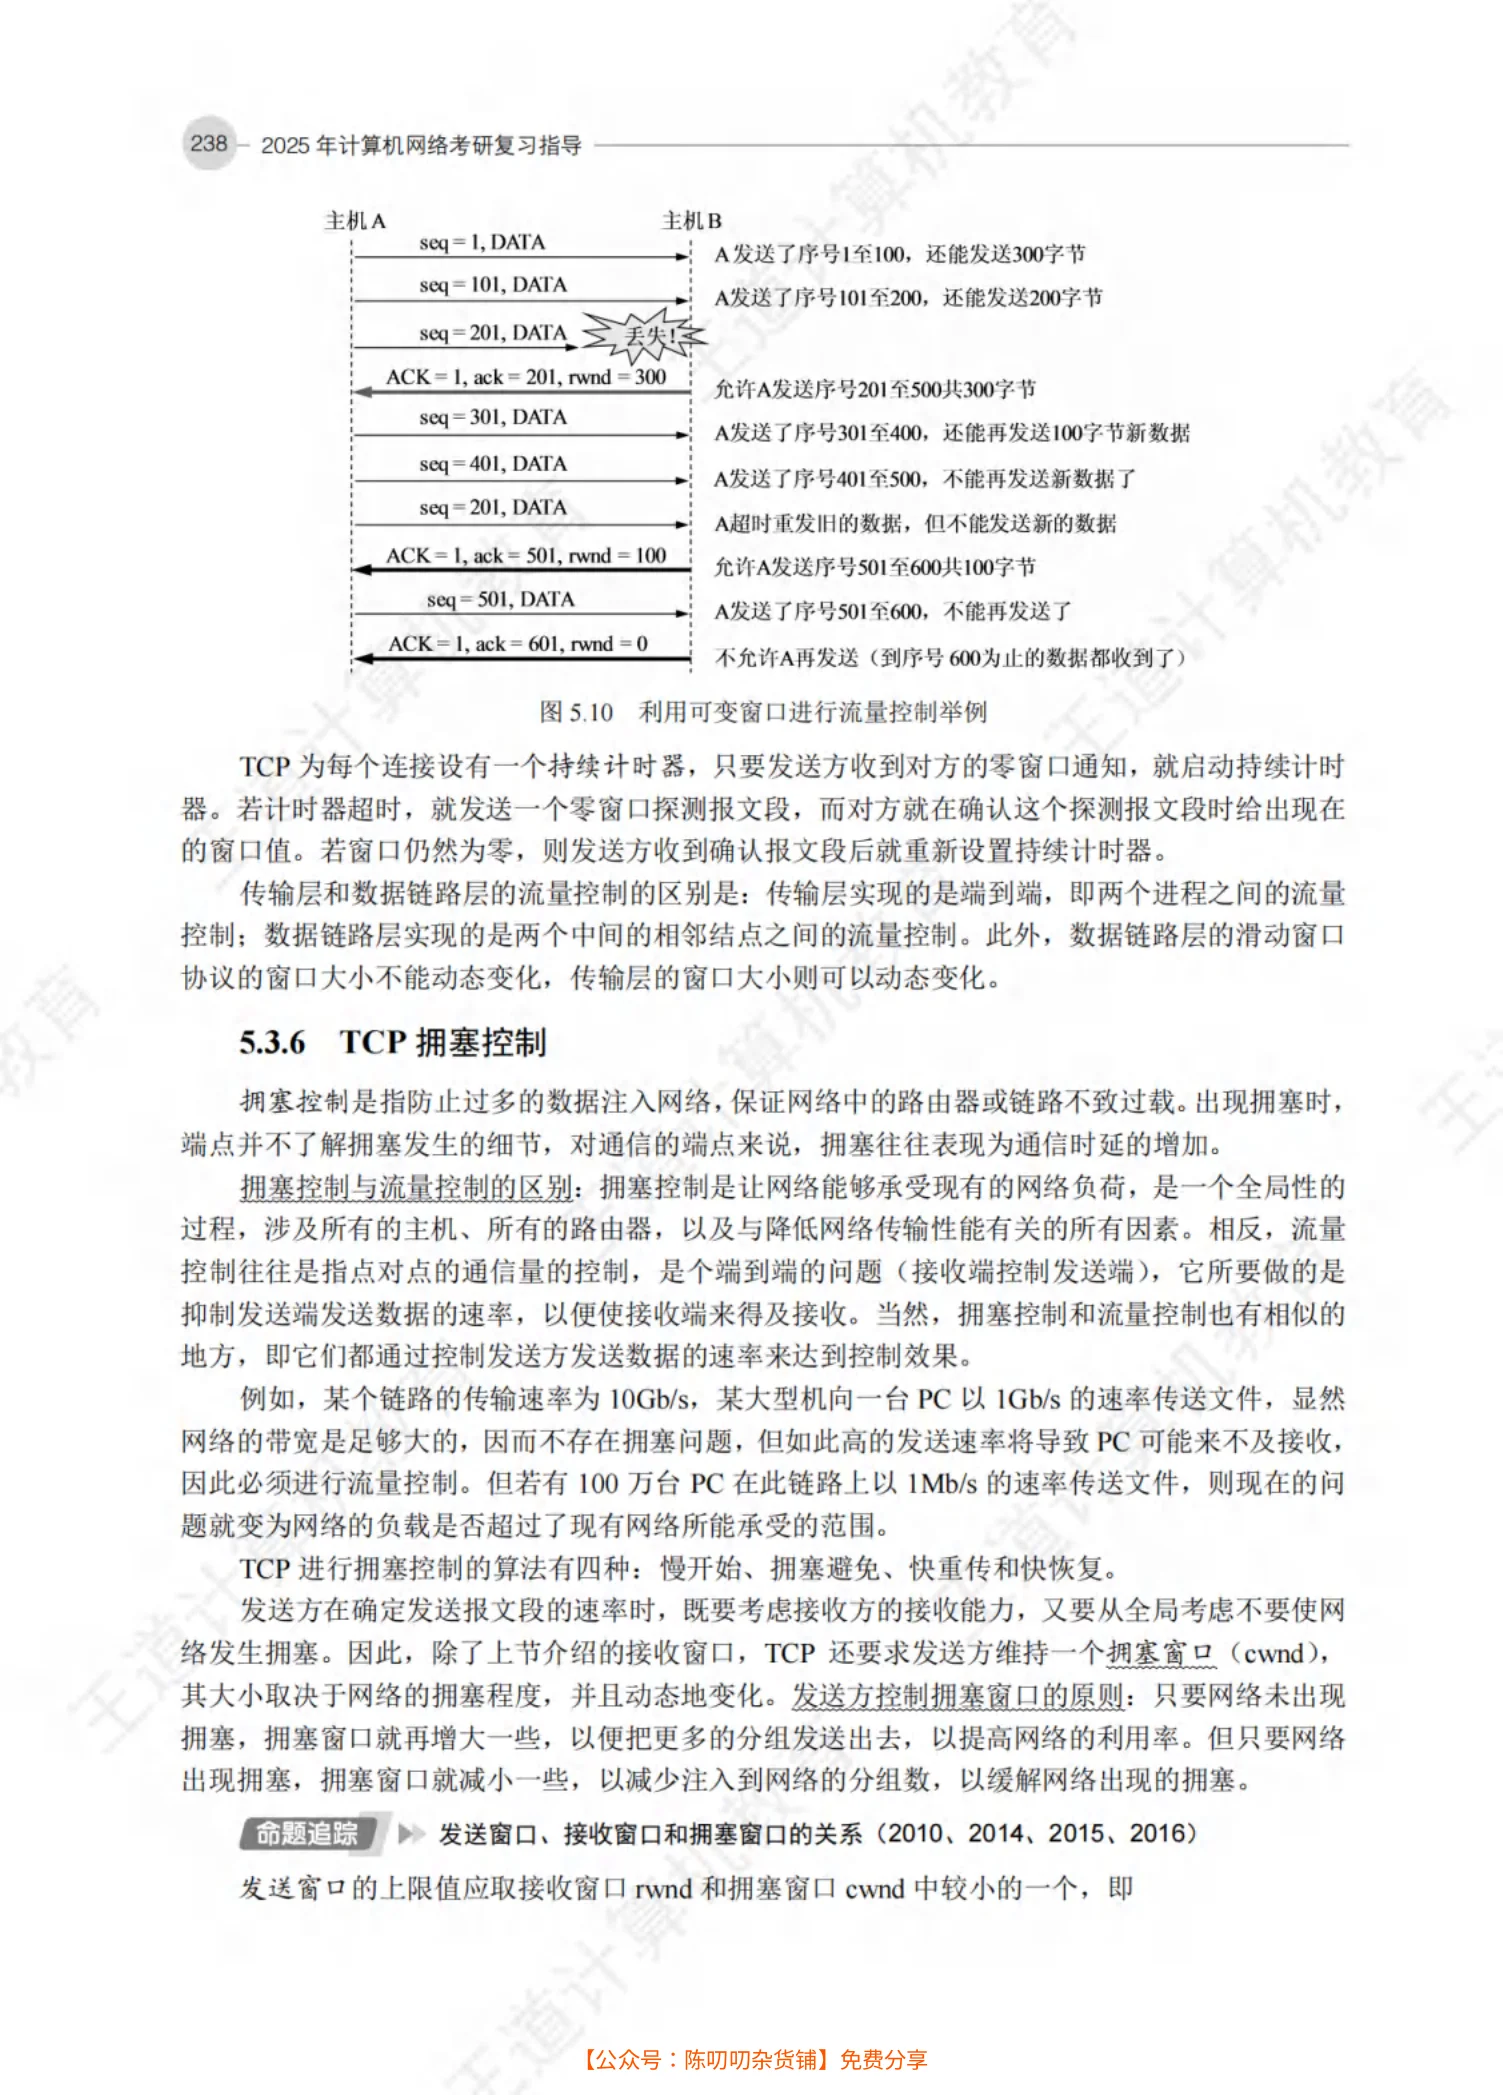 238 2025 年计算机网络考研复习指导
主机A 主机B
seq = 1, DATA
A发送了序号1至100，还能发送300字节
seq = 101, DATA
A发送了序号101至200，还能发送200字节
seq = 201, DATA 丢失！
ACK = 1, ack = 201, rwnd = 300
允许A发送序号201至500共300字节
seq = 301, DATA
A发送了序号301至400，还能再发送100字节新数据
seq = 401, DATA
A发送了序号401至500，不能再发送新数据了
seq = 201, DATA
A超时重发旧的数据，但不能发送新的数据
ACK = 1, ack = 501, rwnd = 100
允许A发送序号501至600共100字节
seq = 501, DATA
A发送了序号501至600，不能再发送了
ACK = 1, ack = 601, rwnd = 0
不允许A再发送（到序号 600为止的数据都收到了）
图 5.10 利用可变窗口进行流量控制举例
TCP 为每个连接设有一个持续计时器，只要发送方收到对方的零窗口通知，就启动持续计时
器。若计时器超时，就发送一个零窗口探测报文段，而对方就在确认这个探测报文段时给出现在
的窗口值。若窗口仍然为零，则发送方收到确认报文段后就重新设置持续计时器。
传输层和数据链路层的流量控制的区别是：传输层实现的是端到端，即两个进程之间的流量
控制；数据链路层实现的是两个中间的相邻结点之间的流量控制。此外，数据链路层的滑动窗口
协议的窗口大小不能动态变化，传输层的窗口大小则可以动态变化。
5.3.6 TCP 拥塞控制
拥塞控制是指防止过多的数据注入网络，保证网络中的路由器或链路不致过载。出现拥塞时，
端点并不了解拥塞发生的细节，对通信的端点来说，拥塞往往表现为通信时延的增加。
拥塞控制与流量控制的区别：拥塞控制是让网络能够承受现有的网络负荷，是一个全局性的
过程，涉及所有的主机、所有的路由器，以及与降低网络传输性能有关的所有因素。相反，流量
控制往往是指点对点的通信量的控制，是个端到端的问题（接收端控制发送端），它所要做的是
抑制发送端发送数据的速率，以便使接收端来得及接收。当然，拥塞控制和流量控制也有相似的
地方，即它们都通过控制发送方发送数据的速率来达到控制效果。
例如，某个链路的传输速率为 10Gb/s，某大型机向一台 PC 以 1Gb/s 的速率传送文件，显然
网络的带宽是足够大的，因而不存在拥塞问题，但如此高的发送速率将导致 PC 可能来不及接收，
因此必须进行流量控制。但若有 100 万台 PC 在此链路上以 1Mb/s 的速率传送文件，则现在的问
题就变为网络的负载是否超过了现有网络所能承受的范围。
TCP 进行拥塞控制的算法有四种：慢开始、拥塞避免、快重传和快恢复。
发送方在确定发送报文段的速率时，既要考虑接收方的接收能力，又要从全局考虑不要使网
络发生拥塞。因此，除了上节介绍的接收窗口，TCP 还要求发送方维持一个拥塞窗口（cwnd），
其大小取决于网络的拥塞程度，并且动态地变化。发送方控制拥塞窗口的原则：只要网络未出现
拥塞，拥塞窗口就再增大一些，以便把更多的分组发送出去，以提高网络的利用率。但只要网络
出现拥塞，拥塞窗口就减小一些，以减少注入到网络的分组数，以缓解网络出现的拥塞。
命题追踪 发送窗口、接收窗口和拥塞窗口的关系（2010、2014、2015、2016）
发送窗口的上限值应取接收窗口 rwnd 和拥塞窗口 cwnd 中较小的一个，即
【公众号：陈叨叨杂货铺】免费分享
王道计算机教育